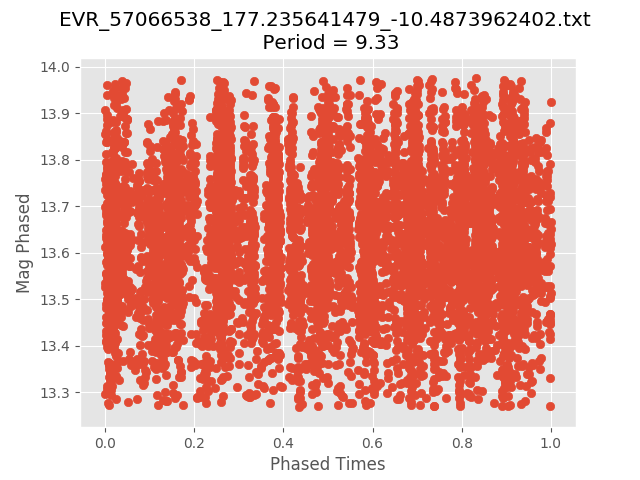 EVR_57066538_177.235641479_-10.4873962402.txt
Period = 9.33
14.0
13.9
13.8
13.7
13.6
13.5
13.4
13.3
Mag Phased
0.0 0.2 0.4 0.6 0.8 1.0
Phased Times